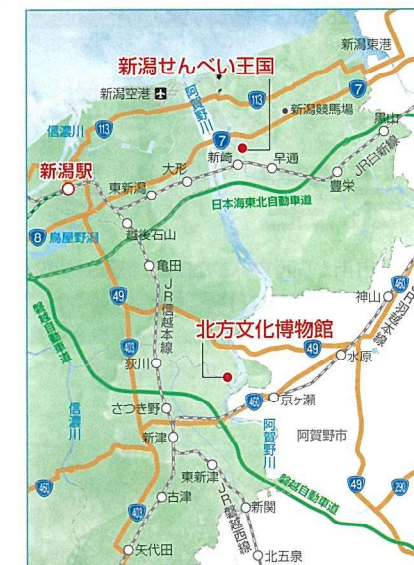 新潟東港
新潟せんべい王国
新潟空港
阿賀野川
7
113
新潟競馬場
信濃川
113
7
黒山
新崎
早通
JR白新線
新潟駅
大形
豊栄
東新潟
日本海東北自動車道
8
鳥屋野潟
越後石山
亀田
49
JR信越本線
460
神山
JR羽越本線
磐越自動車道
北方文化博物館
403
49
水原
荻川
460
京ヶ瀬
さつき野
信濃川
阿賀野川
阿賀野市
新津
東新津
460
磐越自動車道
49
290
古津
JR磐越西線
新関
403
矢代田
北五泉